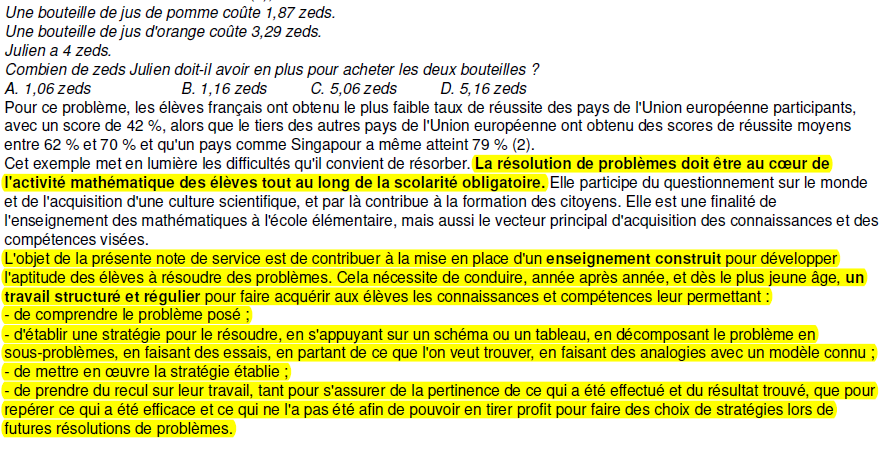 Une bouteille de jus de pomme coûte 1,87 zeds.
Une bouteille de jus d'orange coûte 3,29 zeds.
Julien a 4 zeds.
Combien de zeds Julien doit-il avoir en plus pour acheter les deux bouteilles ?
A. 1,06 zeds B. 1,16 zeds C. 5,06 zeds D. 5,16 zeds
Pour ce problème, les élèves français ont obtenu le plus faible taux de réussite des pays de l'Union européenne participants,
avec un score de 42 %, alors que le tiers des autres pays de l'Union européenne ont obtenu des scores de réussite moyens
entre 62 % et 70 % et qu'un pays comme Singapour a même atteint 79 % (2).
Cet exemple met en lumière les difficultés qu'il convient de résorber. La résolution de problèmes doit être au cœur de
l'activité mathématique des élèves tout au long de la scolarité obligatoire. Elle participe du questionnement sur le monde
et de l'acquisition d'une culture scientifique, et par là contribue à la formation des citoyens. Elle est une finalité de
l'enseignement des mathématiques à l'école élémentaire, mais aussi le vecteur principal d'acquisition des connaissances et des
compétences visées.
L'objet de la présente note de service est de contribuer à la mise en place d'un enseignement construit pour développer
l'aptitude des élèves à résoudre des problèmes. Cela nécessite de conduire, année après année, et dès le plus jeune âge, un
travail structuré et régulier pour faire acquérir aux élèves les connaissances et compétences leur permettant :
- de comprendre le problème posé ;
- d'établir une stratégie pour le résoudre, en s'appuyant sur un schéma ou un tableau, en décomposant le problème en
sous-problèmes, en faisant des essais, en partant de ce que l'on veut trouver, en faisant des analogies avec un modèle connu ;
- de mettre en œuvre la stratégie établie ;
- de prendre du recul sur leur travail, tant pour s'assurer de la pertinence de ce qui a été effectué et du résultat trouvé, que pour
repérer ce qui a été efficace et ce qui ne l'a pas été afin de pouvoir en tirer profit pour faire des choix de stratégies lors de
futures résolutions de problèmes.